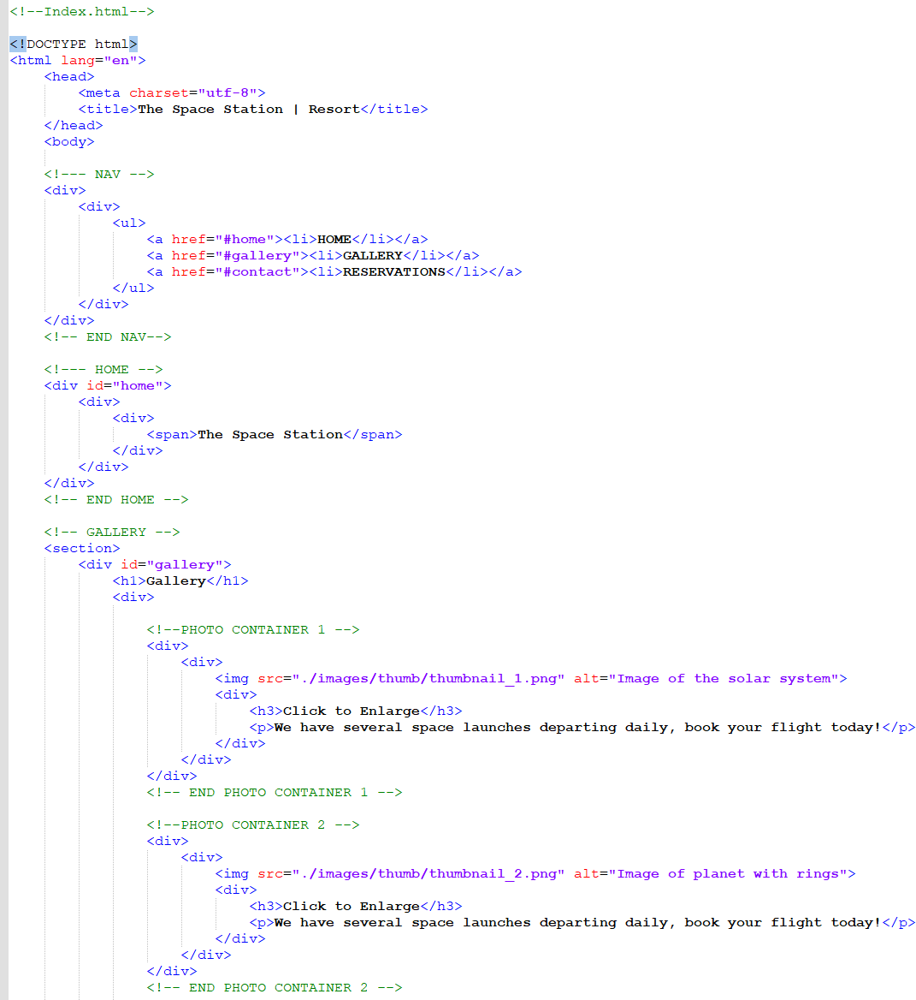 <!--Index.html-->
<!DOCTYPE html>
<html lang="en">
<head>
<meta charset="utf-8">
<title>The Space Station | Resort</title>
</head>
<body>
<!--- NAV -->
<div>
<div>
<ul>
<a href="#home"><li>HOME</li></a>
<a href="#gallery"><li>GALLERY</li></a>
<a href="#contact"><li>RESERVATIONS</li></a>
</ul>
</div>
</div>
<!-- END NAV-->
<!--- HOME -->
<div id="home">
<div>
<div>
<span>The Space Station</span>
</div>
</div>
</div>
<!-- END HOME -->
<!-- GALLERY -->
<section>
<div id="gallery">
<h1>Gallery</h1>
<div>
<!--PHOTO CONTAINER 1 -->
<div>
<div>
<img src="./images/thumb/thumbnail_1.png" alt="Image of the solar system">
<div>
<h3>Click to Enlarge</h3>
<p>We have several space launches departing daily, book your flight today!</p>
</div>
</div>
</div>
<!-- END PHOTO CONTAINER 1 -->
<!--PHOTO CONTAINER 2 -->
<div>
<div>
<img src="./images/thumb/thumbnail_2.png" alt="Image of planet with rings">
<div>
<h3>Click to Enlarge</h3>
<p>We have several space launches departing daily, book your flight today!</p>
</div>
</div>
</div>
<!-- END PHOTO CONTAINER 2 -->